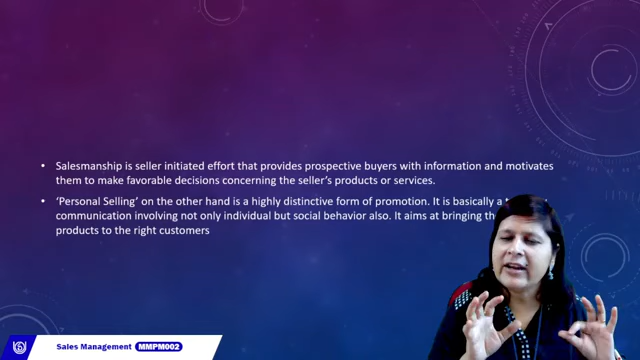 • Salesmanship is seller initiated effort that provides prospective buyers with information and motivates
them to make favorable decisions concerning the seller's products or services.
• 'Personal Selling' on the other hand is a highly distinctive form of promotion. It is basically a
communication involving not only individual but social behavior also. It aims at bringing
products to the right customers
Sales Management MMPM002